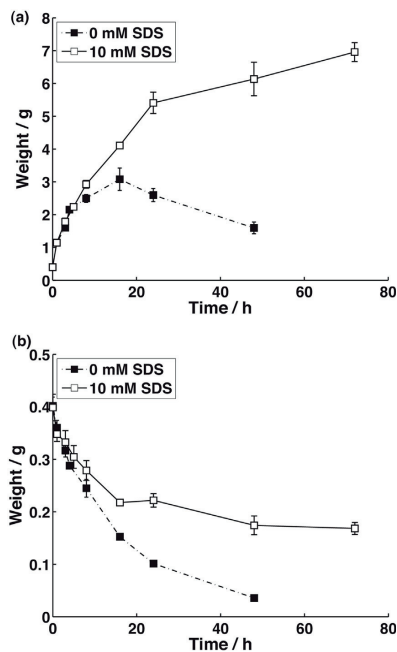 (a)
8
7
6
5
4
3
2
1
0
Weight / g
0 mM SDS
10 mM SDS
0 20 40 60 80
Time / h
(b)
0.5
0.4
0.3
0.2
0.1
0
Weight / g
0 mM SDS
10 mM SDS
0 20 40 60 80
Time / h